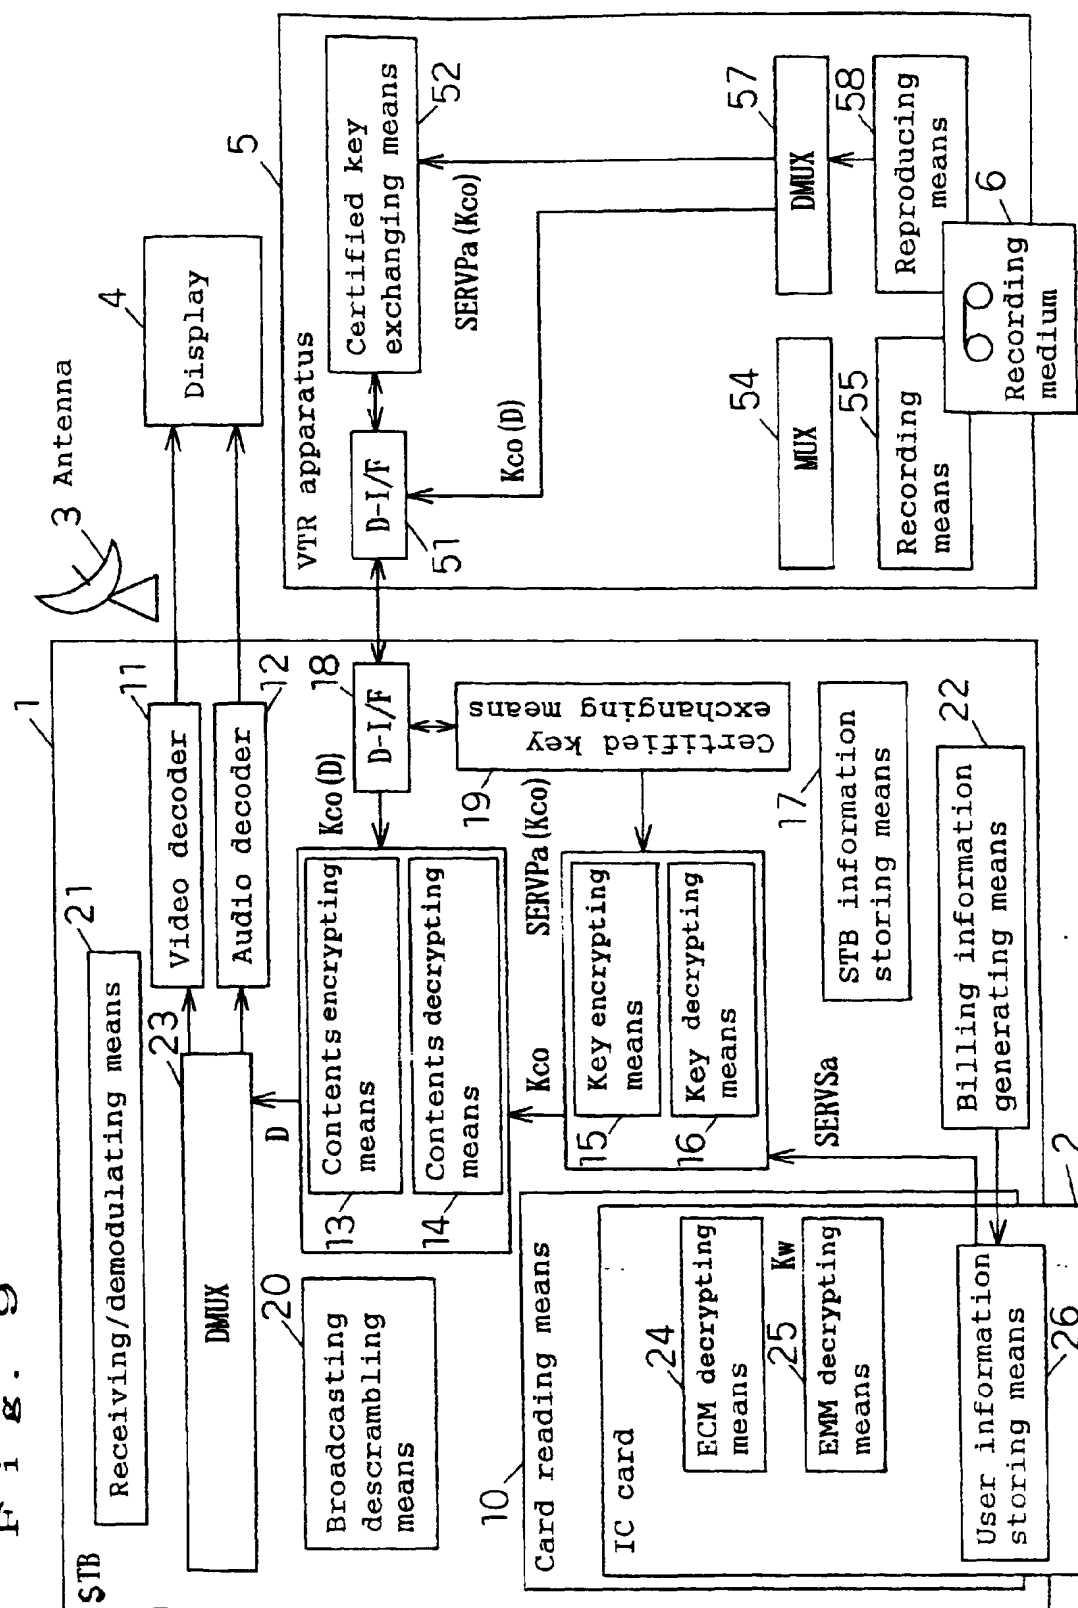 Fig. 9
STB
1
Receiving/demodulating means
21
DMUX
23
Video decoder
11
Audio decoder
12
3 Antenna
4
Display
Broadcasting
descrambling
means
20
D
Contents encrypting
means
13
Contents decrypting
means
14
Kco(D)
D-I/F
18
Certified key
exchanging means
19
SERVPa(Kco)
Kco
Key encrypting
means
15
Key decrypting
means
16
SERVSa
STB information
storing means
17
Billing information
generating means
22
10
Card reading means
IC card
2
ECM decrypting
means
24
Kw
EMM decrypting
means
25
User information
storing means
26
5
VTR apparatus
D-I/F
51
Certified key
exchanging means
52
SERVPa(Kco)
Kco(D)
54
MUX
57
DMUX
55
Recording
means
58
Reproducing
means
6
Recording
medium